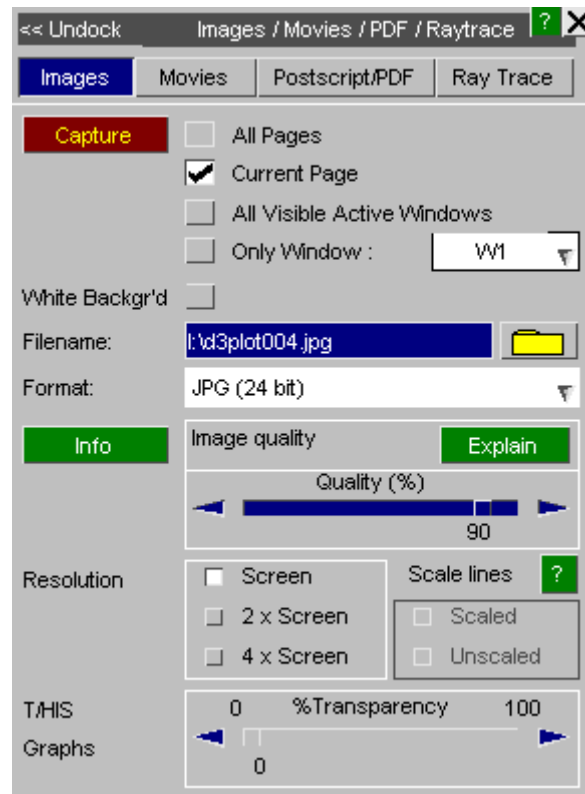 << Undock Images / Movies / PDF / Raytrace ? X
Images Movies Postscript/PDF Ray Trace
Capture All Pages
Current Page
All Visible Active Windows
Only Window : W1
White Backgr'd
Filename: I:\d3plot004.jpg
Format: JPG (24 bit)
Info Image quality Explain
Quality (%)
90
Resolution Screen Scale lines ?
2 x Screen Scaled
4 x Screen Unscaled
T/HIS 0 %Transparency 100
Graphs
0